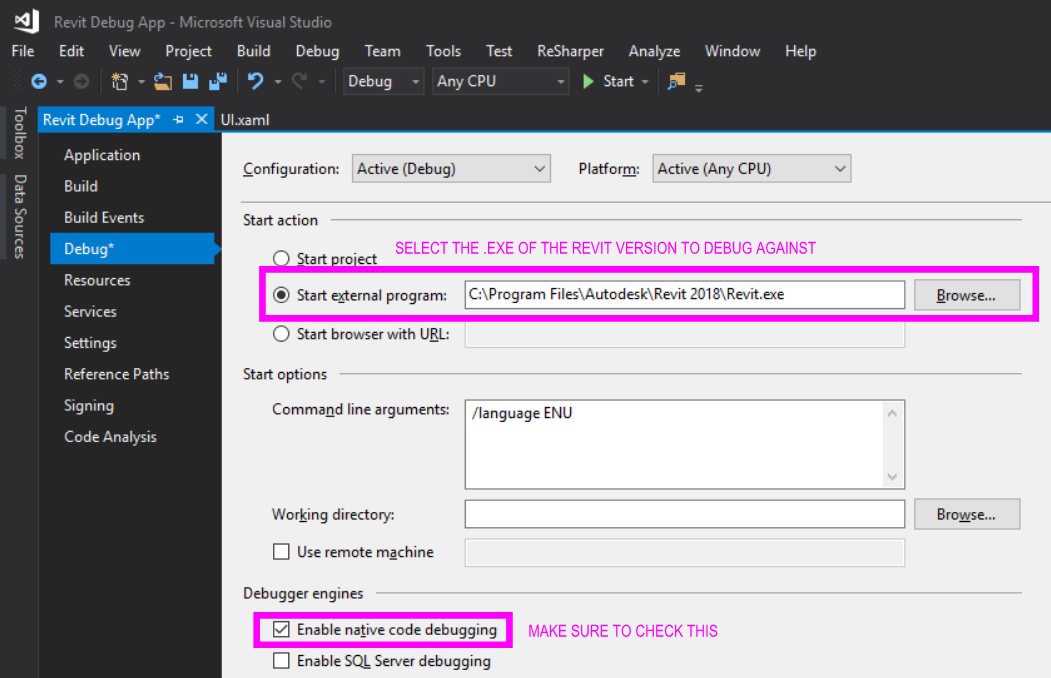 Revit Debug App - Microsoft Visual Studio
File Edit View Project Build Debug Team Tools Test ReSharper Analyze Window Help
Debug Any CPU Start
Toolbox
Data Sources
Revit Debug App* UI.xaml
Application
Build
Build Events
Debug*
Resources
Services
Settings
Reference Paths
Signing
Code Analysis
Configuration: Active (Debug) Platform: Active (Any CPU)
Start action
SELECT THE .EXE OF THE REVIT VERSION TO DEBUG AGAINST
Start project
Start external program: C:\Program Files\Autodesk\Revit 2018\Revit.exe Browse...
Start browser with URL:
Start options
Command line arguments: /language ENU
Working directory: Browse...
Use remote machine
Debugger engines
Enable native code debugging MAKE SURE TO CHECK THIS
Enable SQL Server debugging